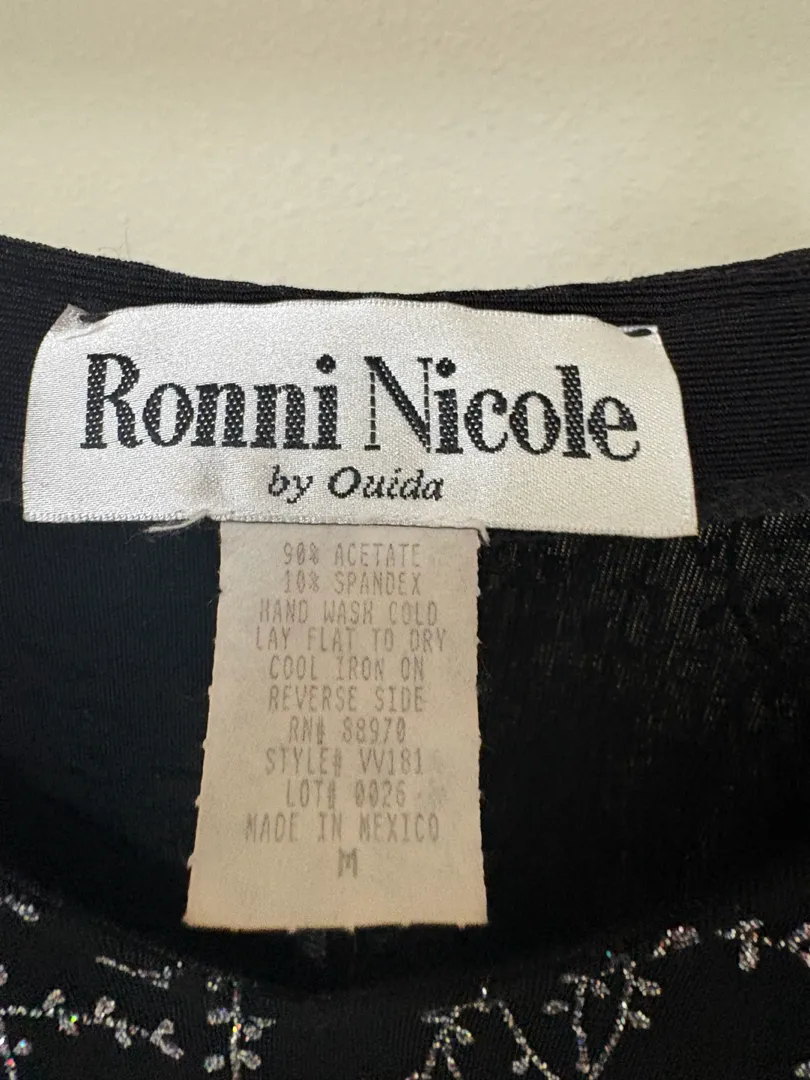 Ronni Nicole
by Ouida
90% ACETATE
10% SPANDEX
HAND WASH COLD
LAY FLAT TO DRY
COOL IRON ON
REVERSE SIDE
RN# 88970
STYLE# VV181
LOT# 0026
MADE IN MEXICO
M